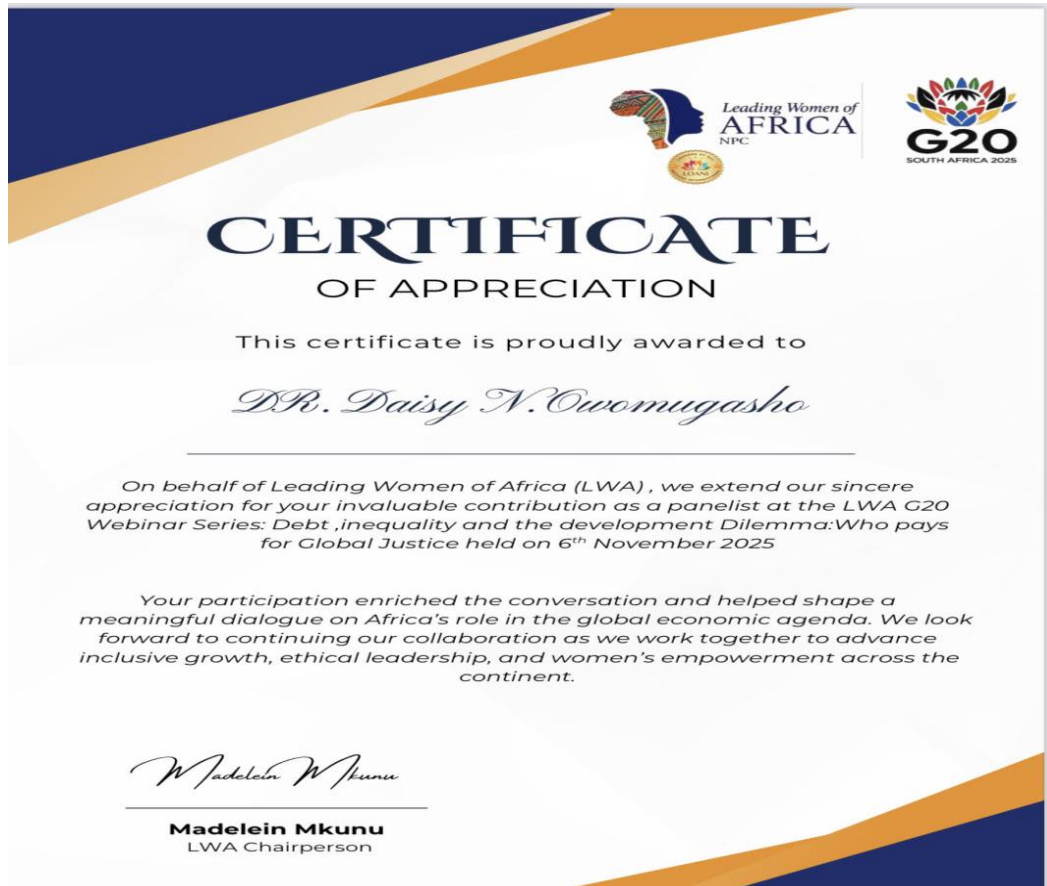 Leading Women of
AFRICA
NPC
LOANI
G20
SOUTH AFRICA 2025
CERTIFICATE
OF APPRECIATION
This certificate is proudly awarded to
DR. Daisy N.Owomugasho
On behalf of Leading Women of Africa (LWA) , we extend our sincere
appreciation for your invaluable contribution as a panelist at the LWA G20
Webinar Series: Debt ,inequality and the development Dilemma:Who pays
for Global Justice held on 6th November 2025
Your participation enriched the conversation and helped shape a
meaningful dialogue on Africa's role in the global economic agenda. We look
forward to continuing our collaboration as we work together to advance
inclusive growth, ethical leadership, and women's empowerment across the
continent.
Madelein Mkunu
Madelein Mkunu
LWA Chairperson